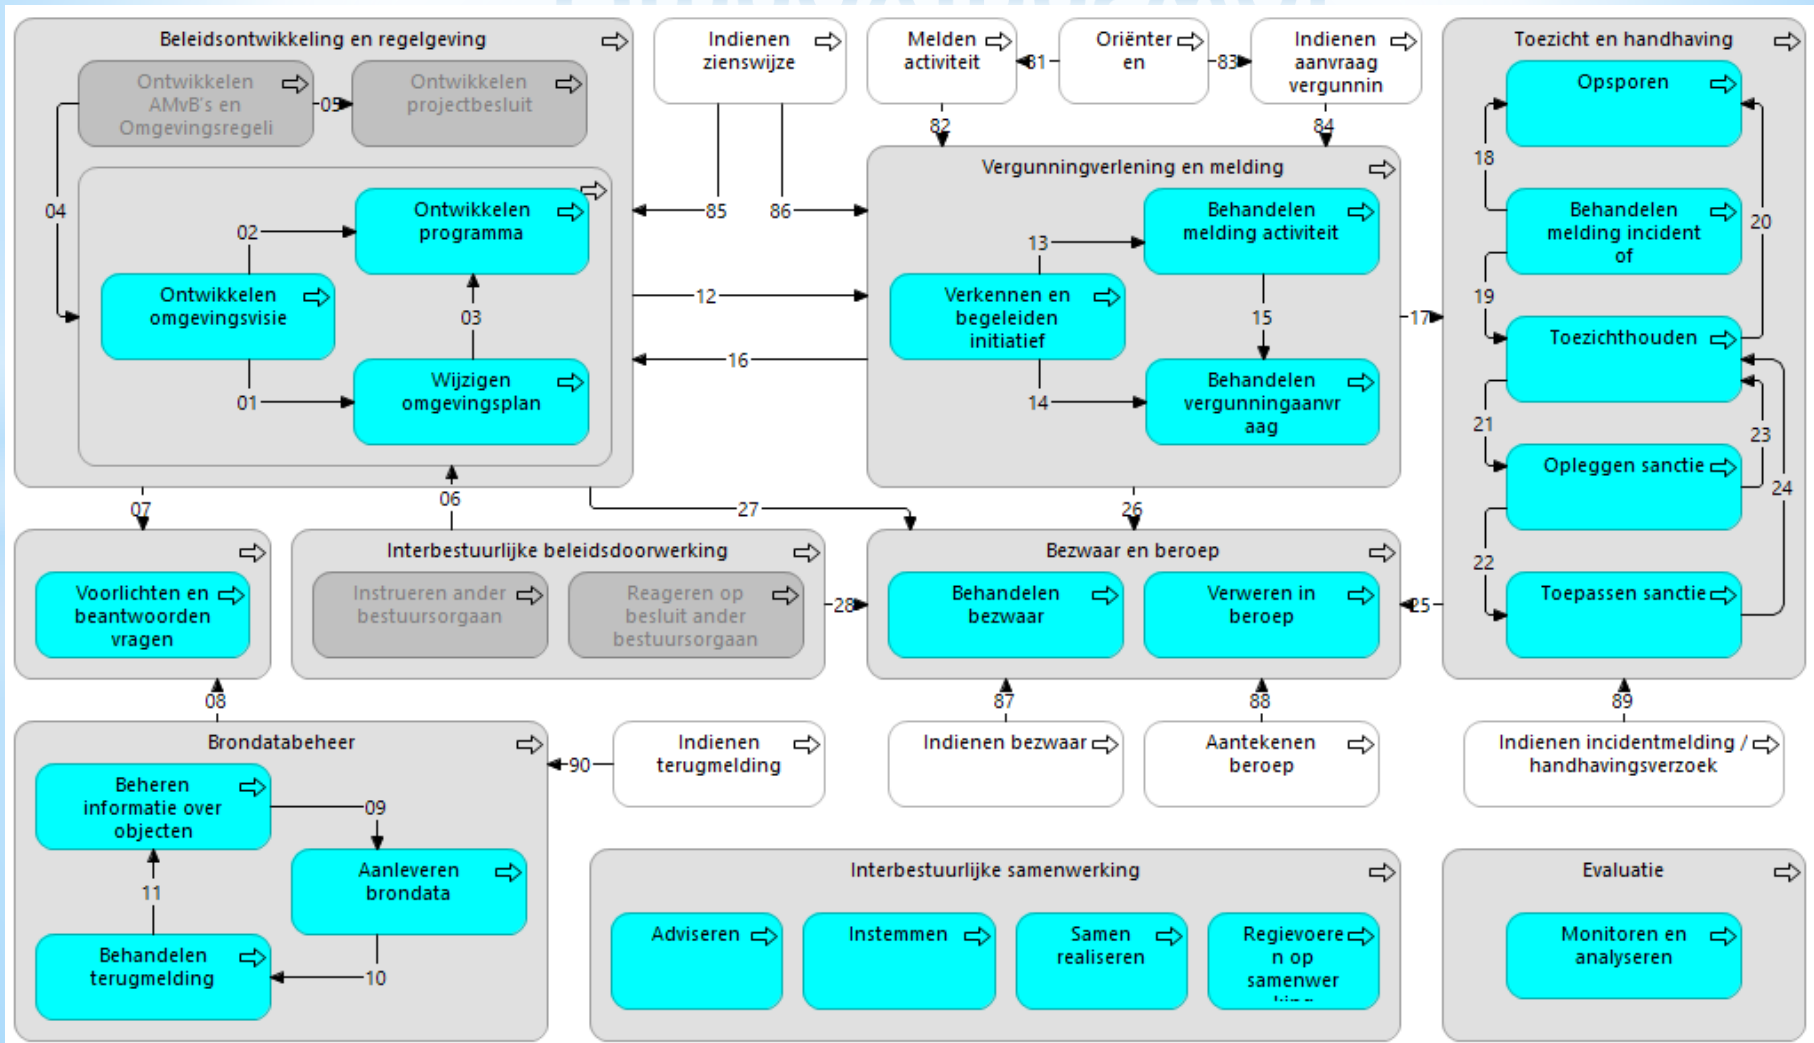 Beleidsontwikkeling en regelgeving
Ontwikkelen
AMvB's en
Omgevingsregeli
05
Ontwikkelen
projectbesluit
04
Ontwikkelen
programma
02
Ontwikkelen
omgevingsvisie
03
01
Wijzigen
omgevingsplan
Indienen
zienswijze
85
86
12
16
Melden
activiteit
81
Oriënter
en
83
Indienen
aanvraag
vergunnin
82
84
Vergunningverlening en melding
Behandelen
melding activiteit
13
Verkennen en
begeleiden
initiatief
15
14
Behandelen
vergunningaanvr
aag
17
Toezicht en handhaving
Opsporen
18
Behandelen
melding incident
of
20
19
Toezichthouden
21
23
Opleggen sanctie
24
22
Toepassen sanctie
07
06
27
26
Voorlichten en
beantwoorden
vragen
Interbestuurlijke beleidsdoorwerking
Instrueren ander
bestuursorgaan
Reageren op
besluit ander
bestuursorgaan
28
Bezwaar en beroep
Behandelen
bezwaar
Verweren in
beroep
25
08
87
88
89
Brondatabeheer
Beheren
informatie over
objecten
09
Aanleveren
brondata
11
10
Behandelen
terugmelding
90
Indienen
terugmelding
Indienen bezwaar
Aantekenen
beroep
Indienen incidentmelding /
handhavingsverzoek
Interbestuurlijke samenwerking
Adviseren
Instemmen
Samen
realiseren
Regievoere
n op
samenwer
king
Evaluatie
Monitoren en
analyseren